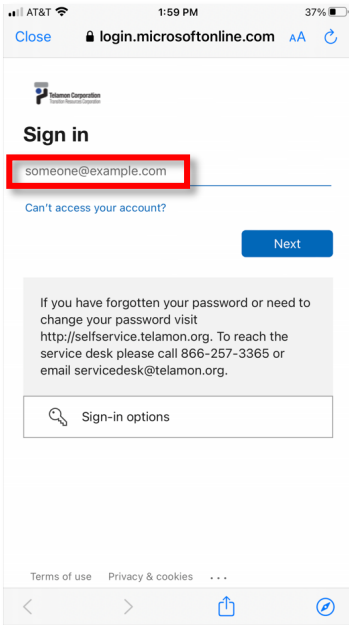 AT&T 1:59 PM 37%
Close login.microsoftonline.com AA
Telamon Corporation
Transition Resources Corporation
Sign in
someone@example.com
Can't access your account?
Next
If you have forgotten your password or need to
change your password visit
http://selfservice.telamon.org. To reach the
service desk please call 866-257-3365 or
email servicedesk@telamon.org.
Sign-in options
Terms of use Privacy & cookies ...